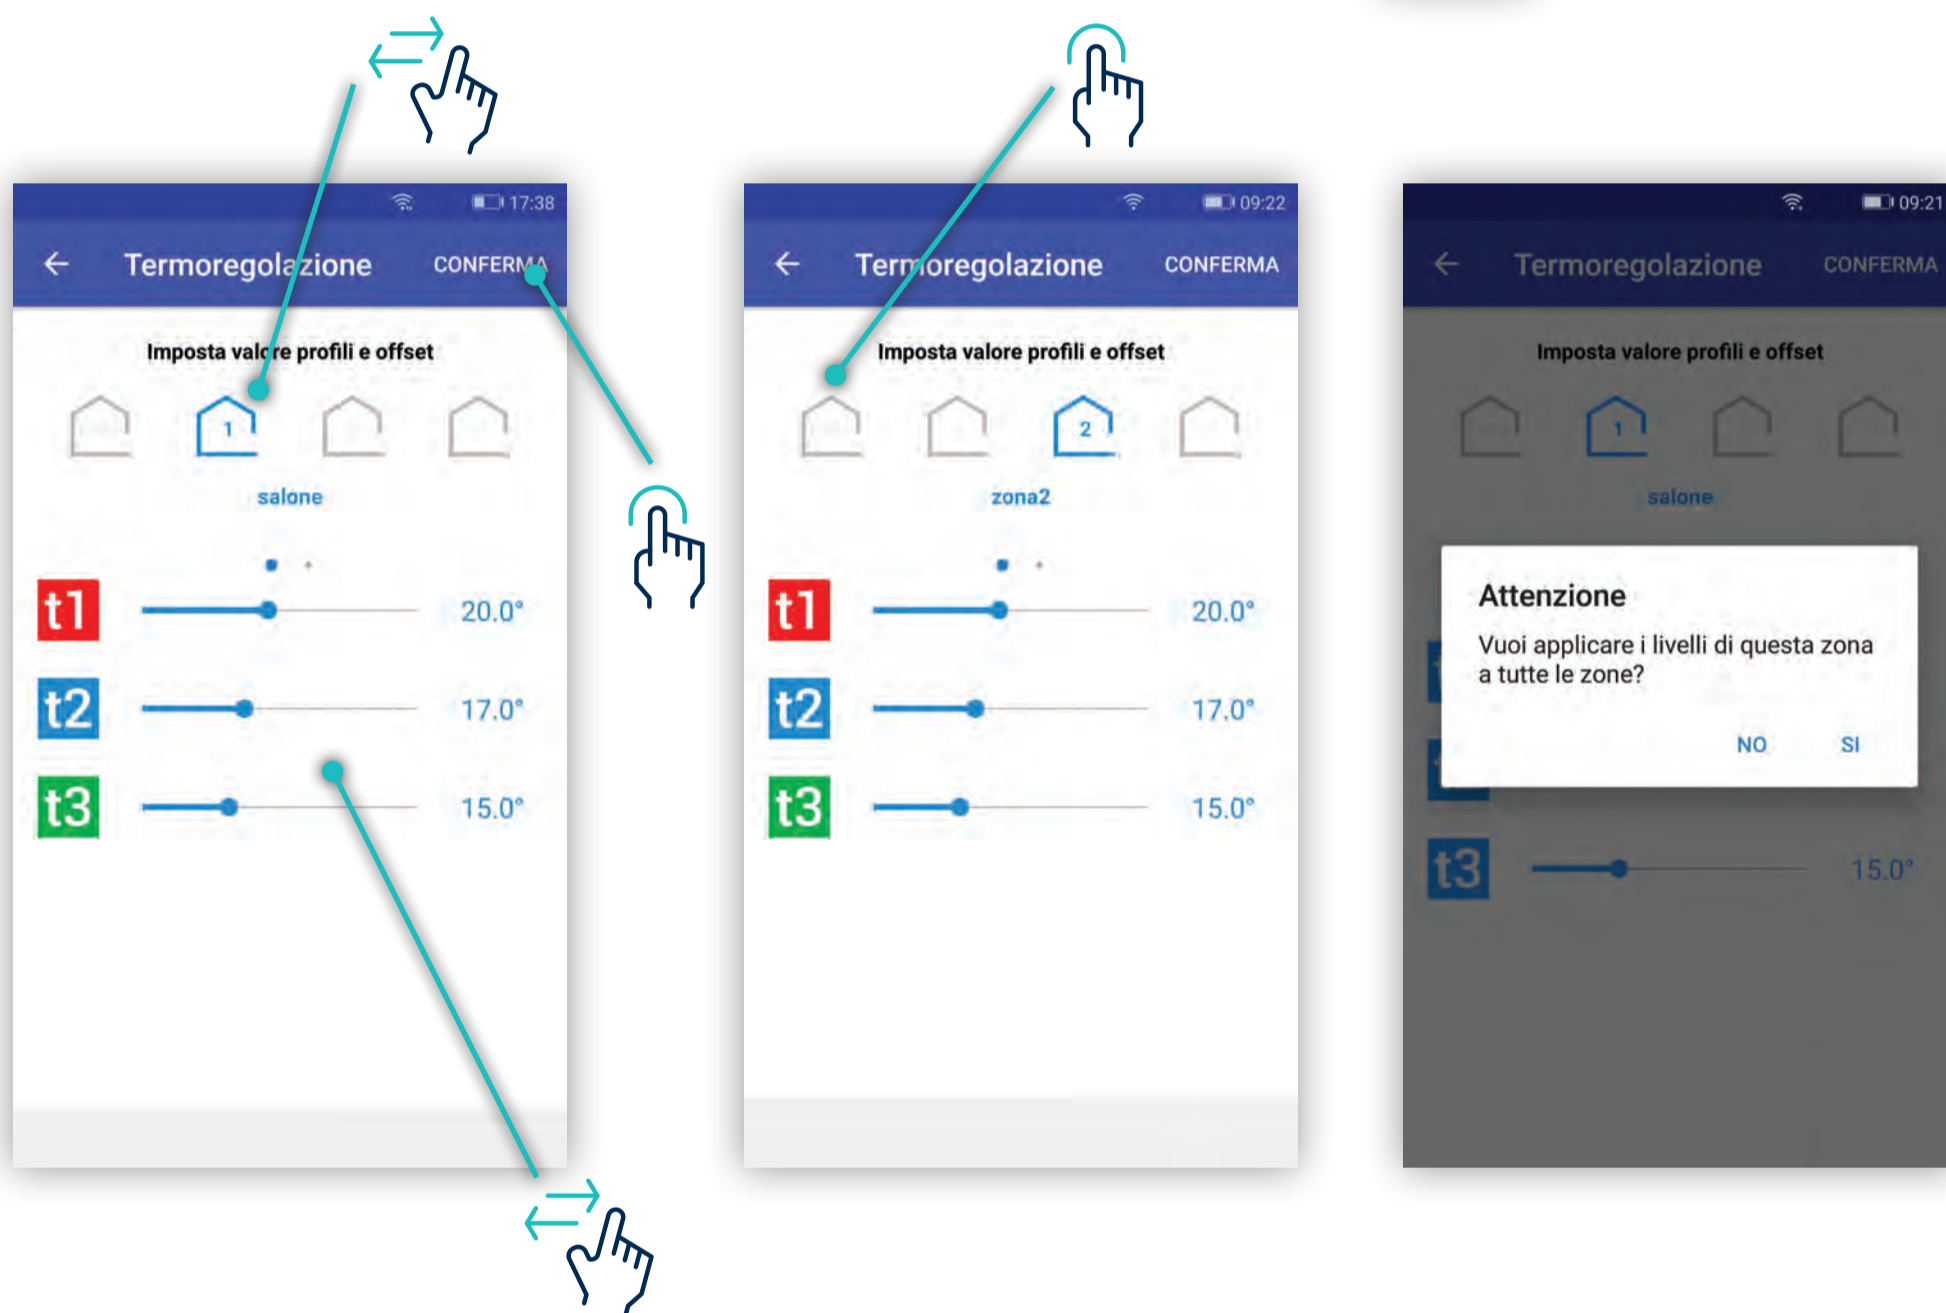 17:38
Termoregolazione CONFERMA
Imposta valore profili e offset
1
salone
t1 20.0°
t2 17.0°
t3 15.0°
09:22
Termoregolazione CONFERMA
Imposta valore profili e offset
2
zona2
t1 20.0°
t2 17.0°
t3 15.0°
09:21
Termoregolazione CONFERMA
Imposta valore profili e offset
1
salone
Attenzione
Vuoi applicare i livelli di questa zona
a tutte le zone?
NO SI
t3 15.0°